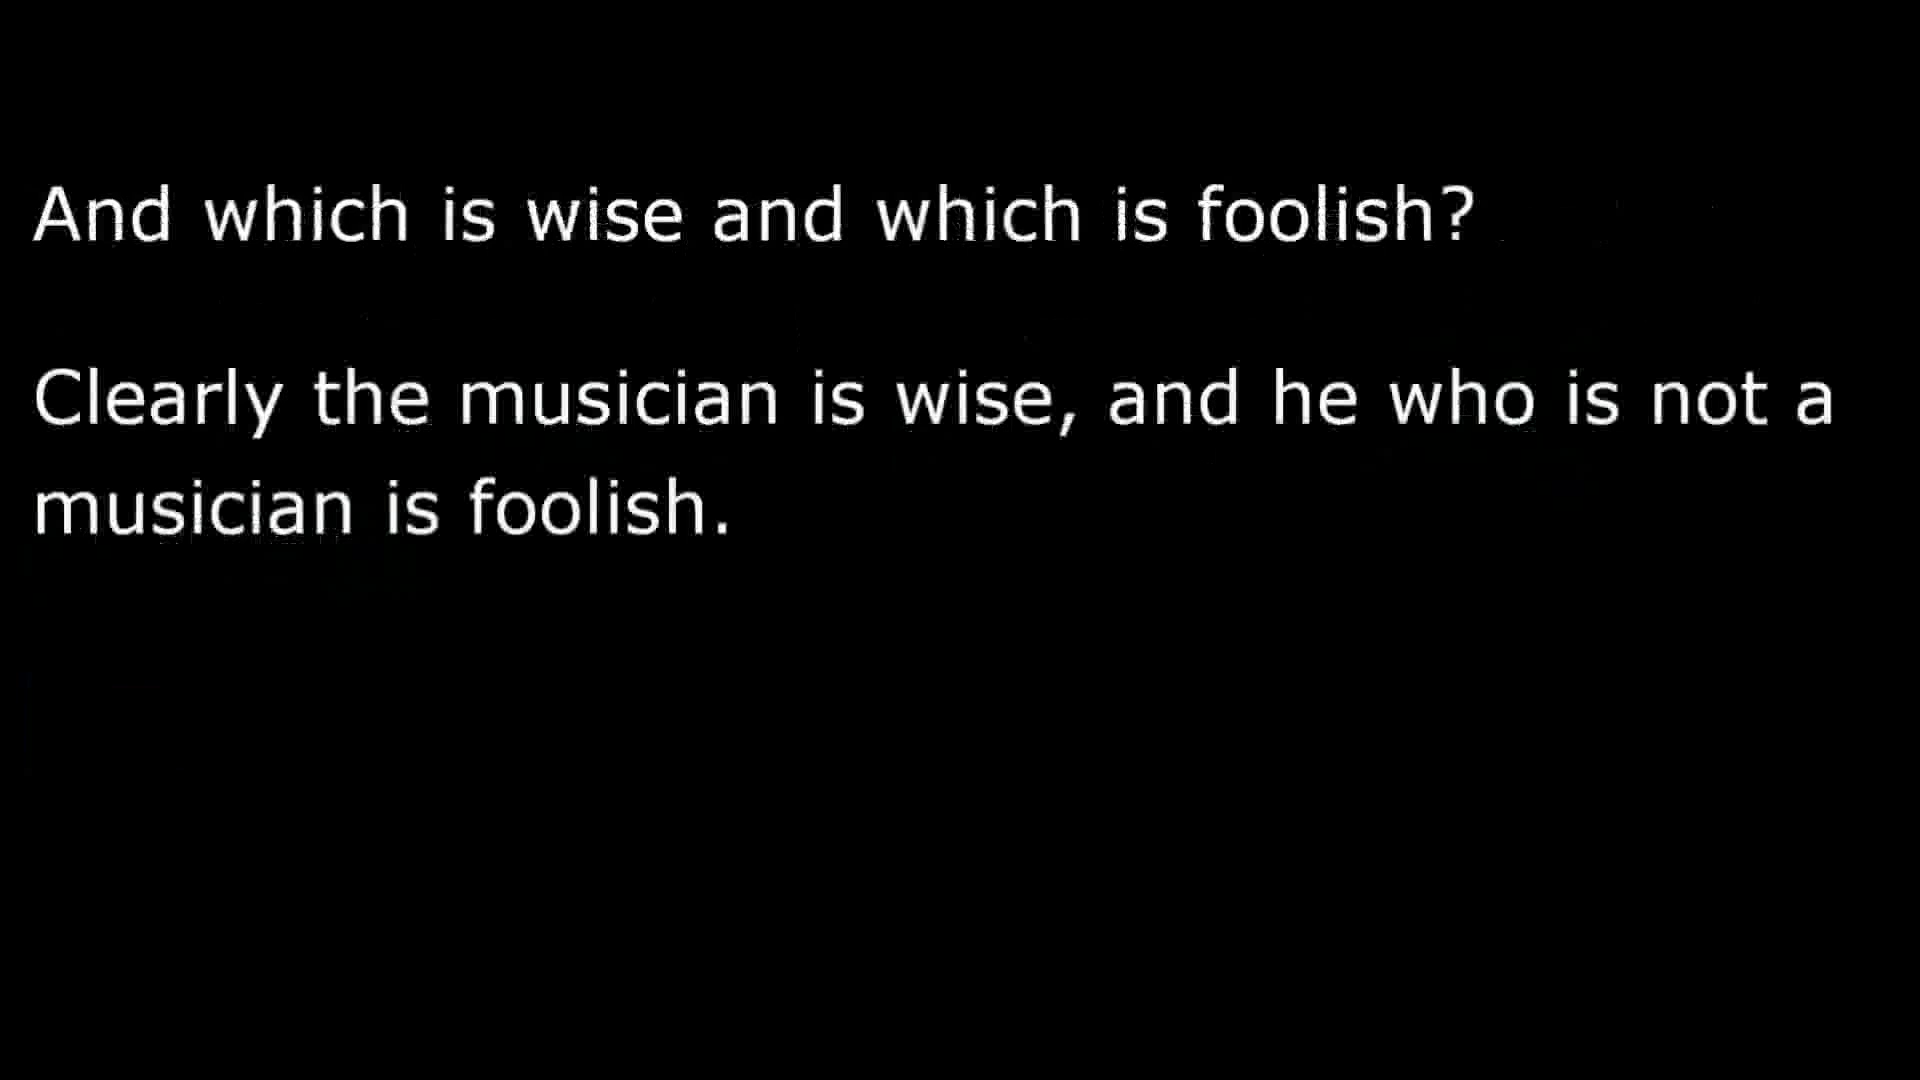 And which is wise and which is foolish?
Clearly the musician is wise, and he who is not a
musician is foolish.